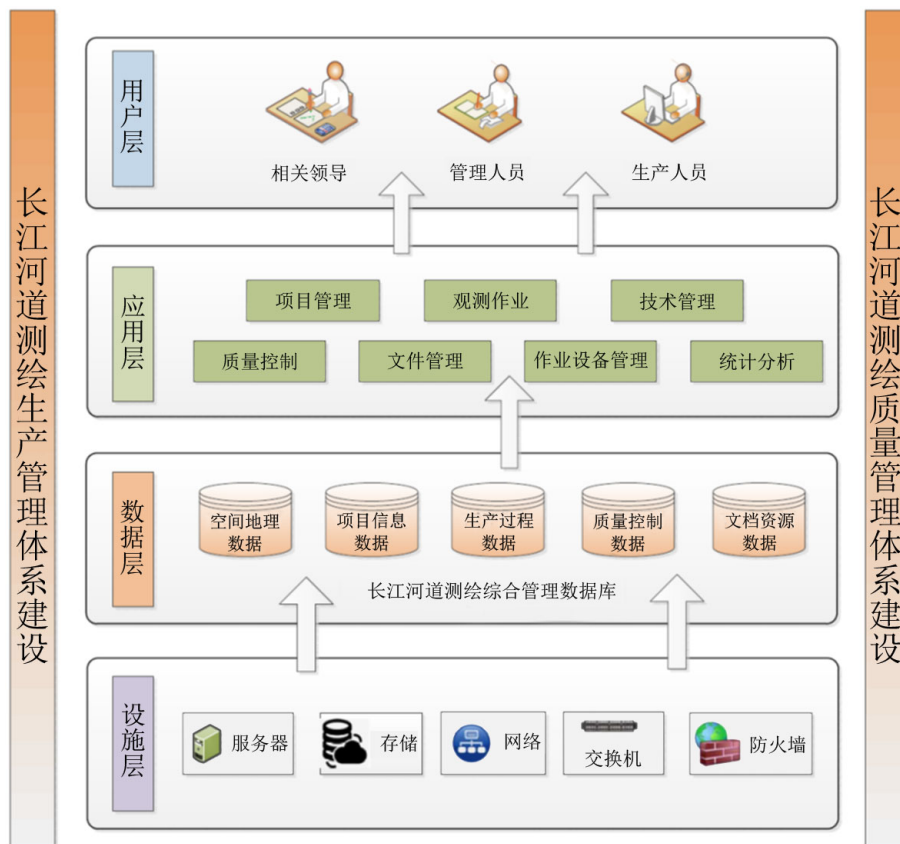 长江河道测绘生产管理体系建设
用户层
相关领导
管理人员
生产人员
应用层
项目管理
观测作业
技术管理
质量控制
文件管理
作业设备管理
统计分析
数据层
空间地理
数据
项目信息
数据
生产过程
数据
质量控制
数据
文档资源
数据
长江河道测绘综合管理数据库
设施层
服务器
存储
网络
交换机
防火墙
长江河道测绘质量管理体系建设